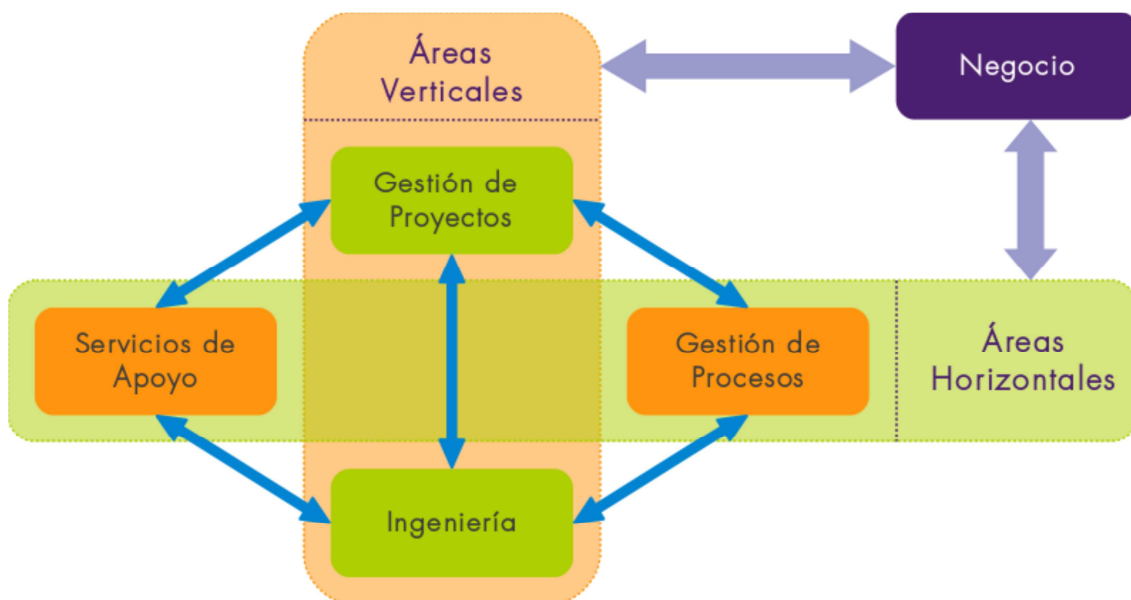 Áreas
Verticales
Negocio
Gestión de
Proyectos
Servicios de
Apoyo
Gestión de
Procesos
Áreas
Horizontales
Ingeniería